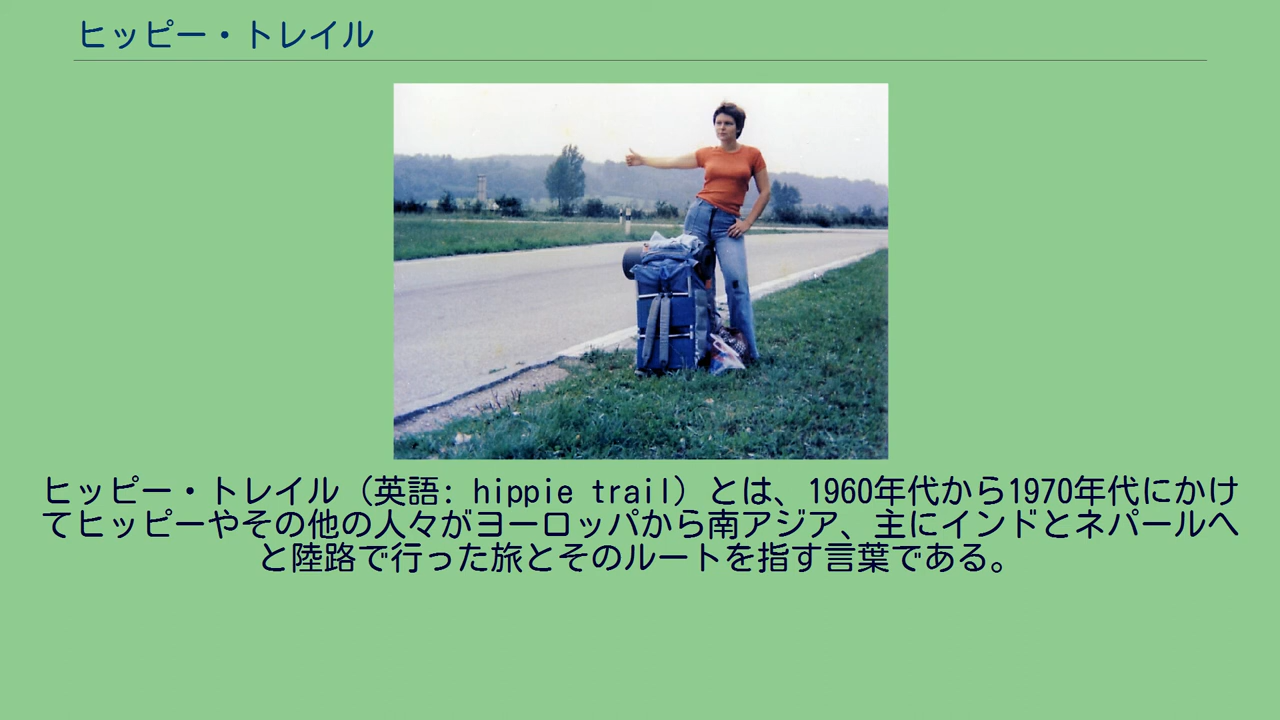 ヒッピー・トレイル
ヒッピー・トレイル（英語: hippie trail）とは、1960年代から1970年代にかけ
てヒッピーやその他の人々がヨーロッパから南アジア、主にインドとネパールへ
と陸路で行った旅とそのルートを指す言葉である。